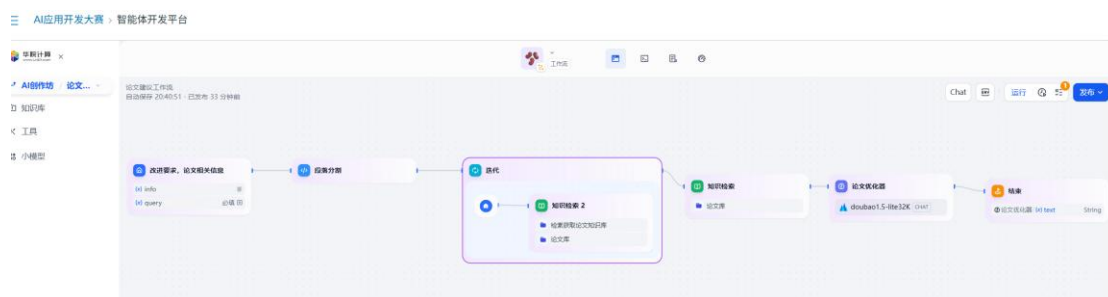 AI应用开发大赛 › 智能体开发平台
华院计算 ×
工作流
AI创作坊 / 论文...
知识库
工具
小模型
论文建议工作流
自动保存 20:40:51 · 已发布 33 分钟前
Chat
运行
1
发布
改进要求，论文相关信息
{x} info
{x} query 必填
段落分割
迭代
知识检索 2
检索获取论文知识库
论文库
知识检索
论文库
论文优化器
doubao1.5-lite32K CHAT
结束
论文优化器 {x} text String